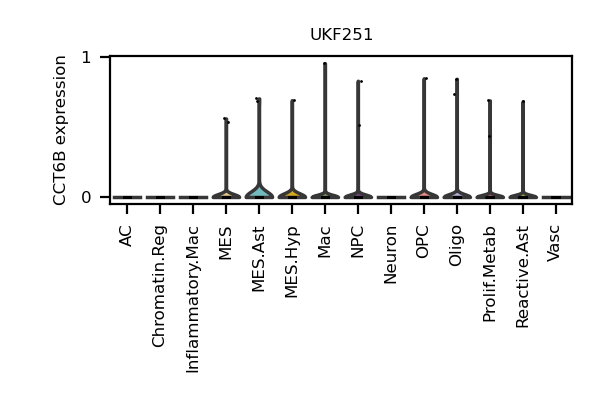 UKF251
CCT6B expression
1
0
AC
Chromatin.Reg
Inflammatory.Mac
MES
MES.Ast
MES.Hyp
Mac
NPC
Neuron
OPC
Oligo
Prolif.Metab
Reactive.Ast
Vasc